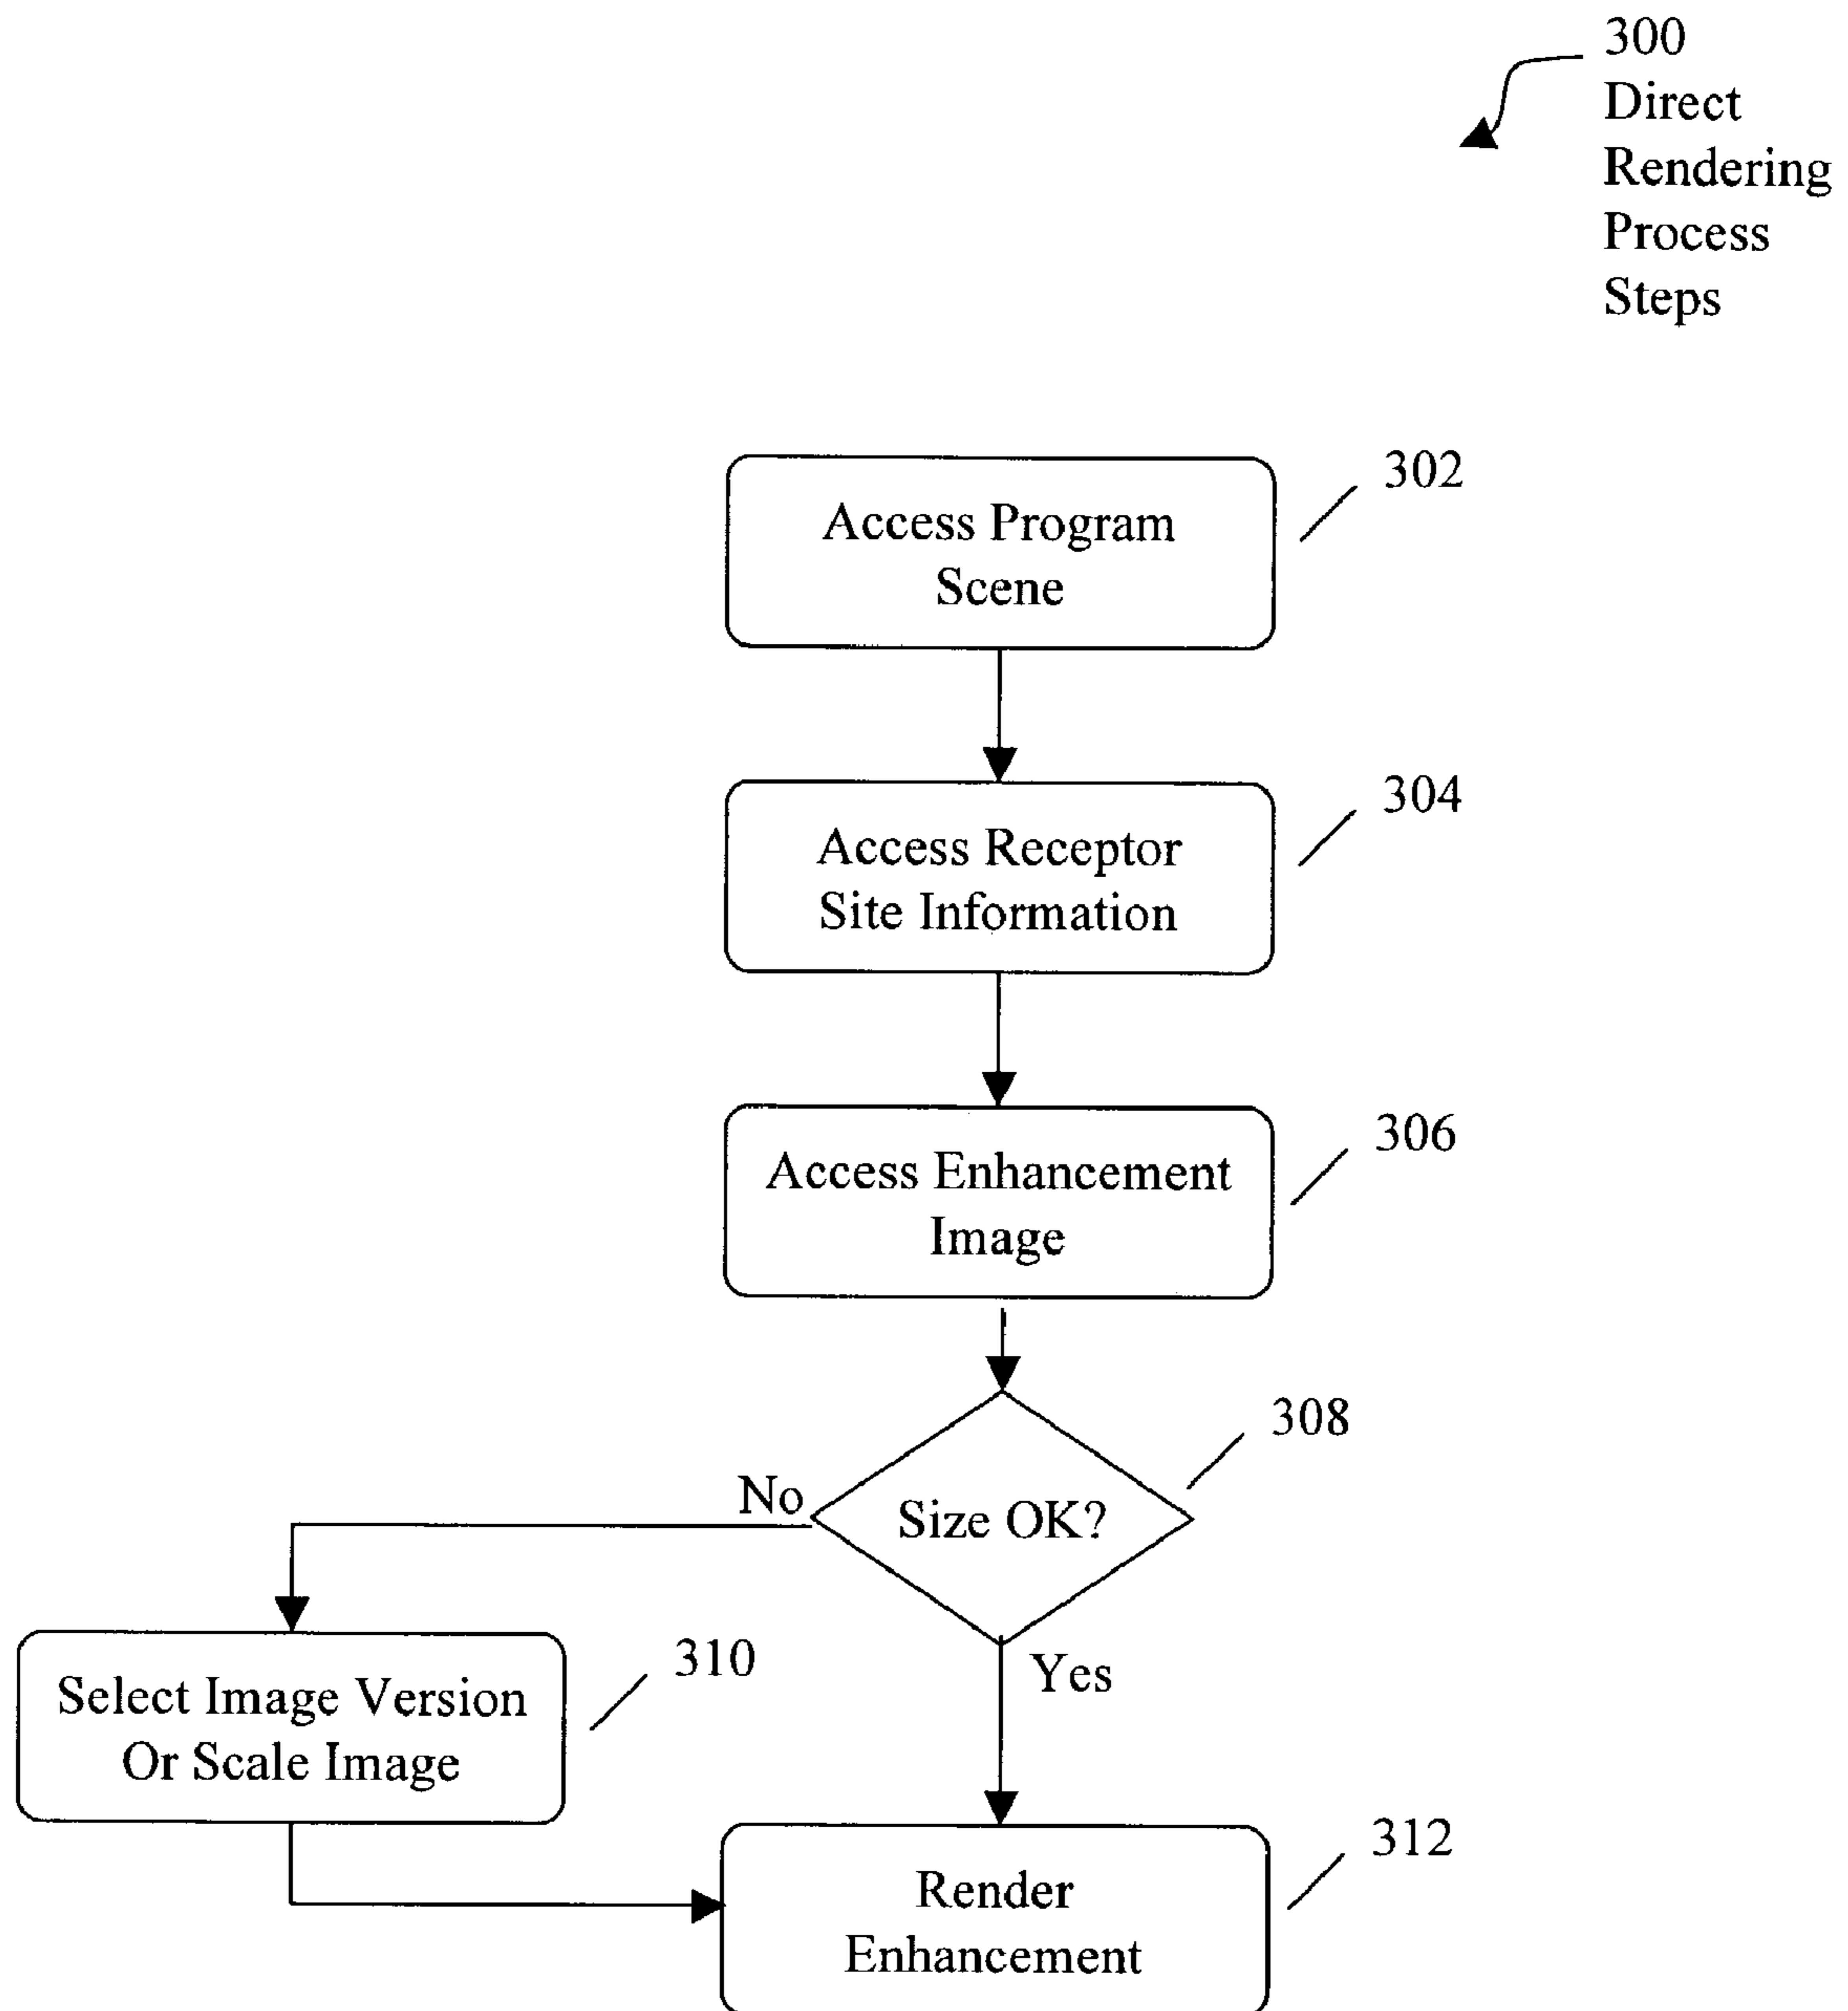 300
Direct
Rendering
Process
Steps
302
Access Program
Scene
304
Access Receptor
Site Information
306
Access Enhancement
Image
308
No
Size OK?
Yes
310
Select Image Version
Or Scale Image
312
Render
Enhancement